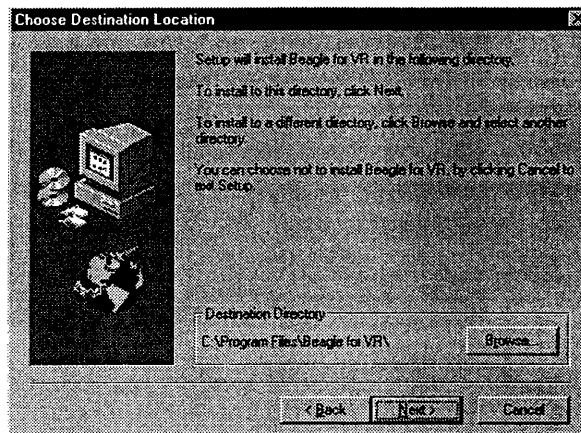 Choose Destination Location
Setup will install Beagle for VR in the following directory.
To install to this directory, click Next.
To install to a different directory, click Browse and select another
directory.
You can choose not to install Beagle for VR, by clicking Cancel to
exit Setup.
Destination Directory
C:\Program Files\Beagle for VR\
Browse...
< Back
Next >
Cancel